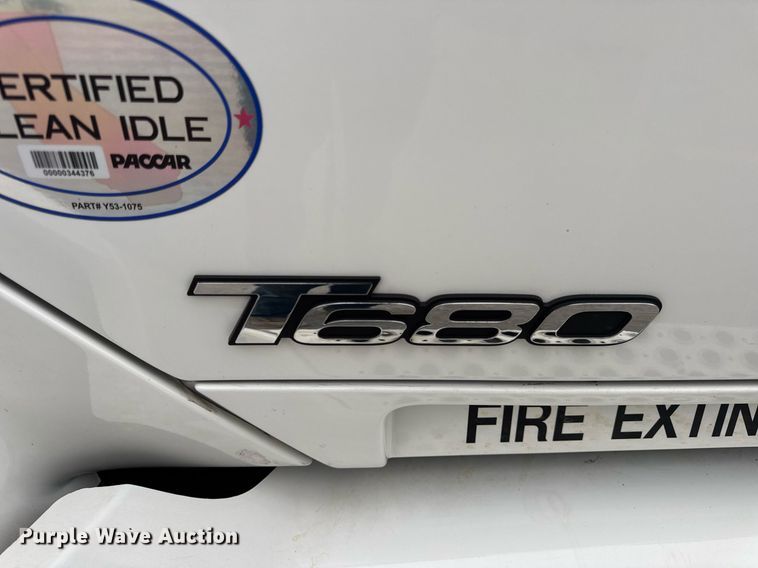 ERTIFIED
LEAN IDLE
PACCAR
00000344376
PART# Y53-1075
T680
FIRE EXTIN
Purple Wave Auction